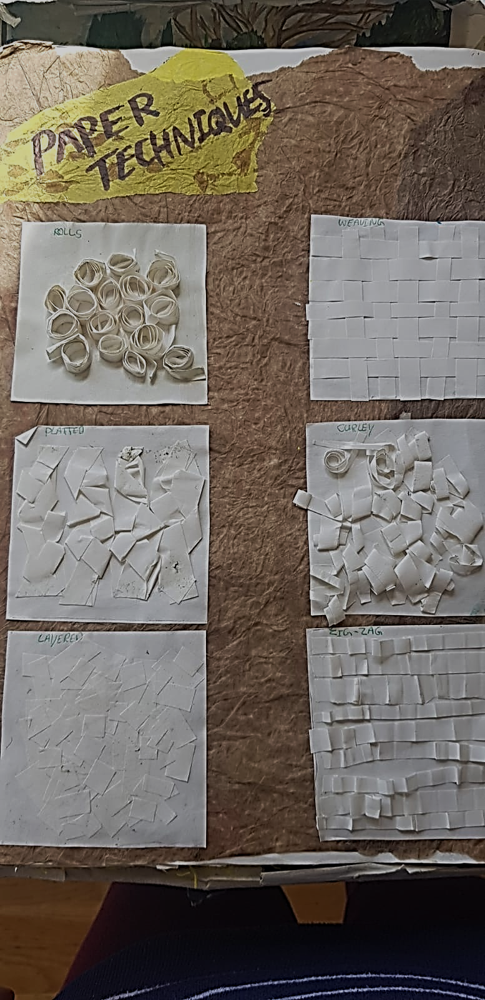 PAPER
TECHNIQUES
ROLLS
WEAVING
PLATTED
CURLEY
LAYERED
ZIG-ZAG